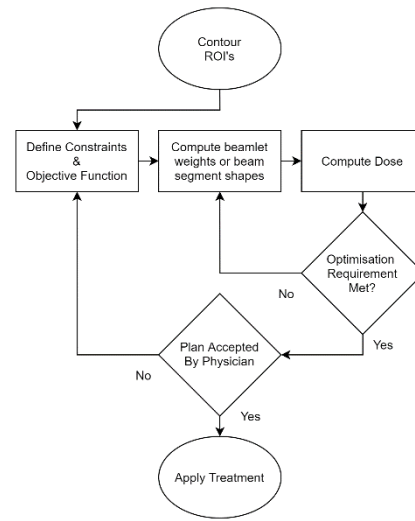 Contour
ROI's
Define Constraints
&
Objective Function
Compute beamlet
weights or beam
segment shapes
Compute Dose
Optimisation
Requirement
Met?
No
Yes
Plan Accepted
By Physician
No
Yes
Apply Treatment